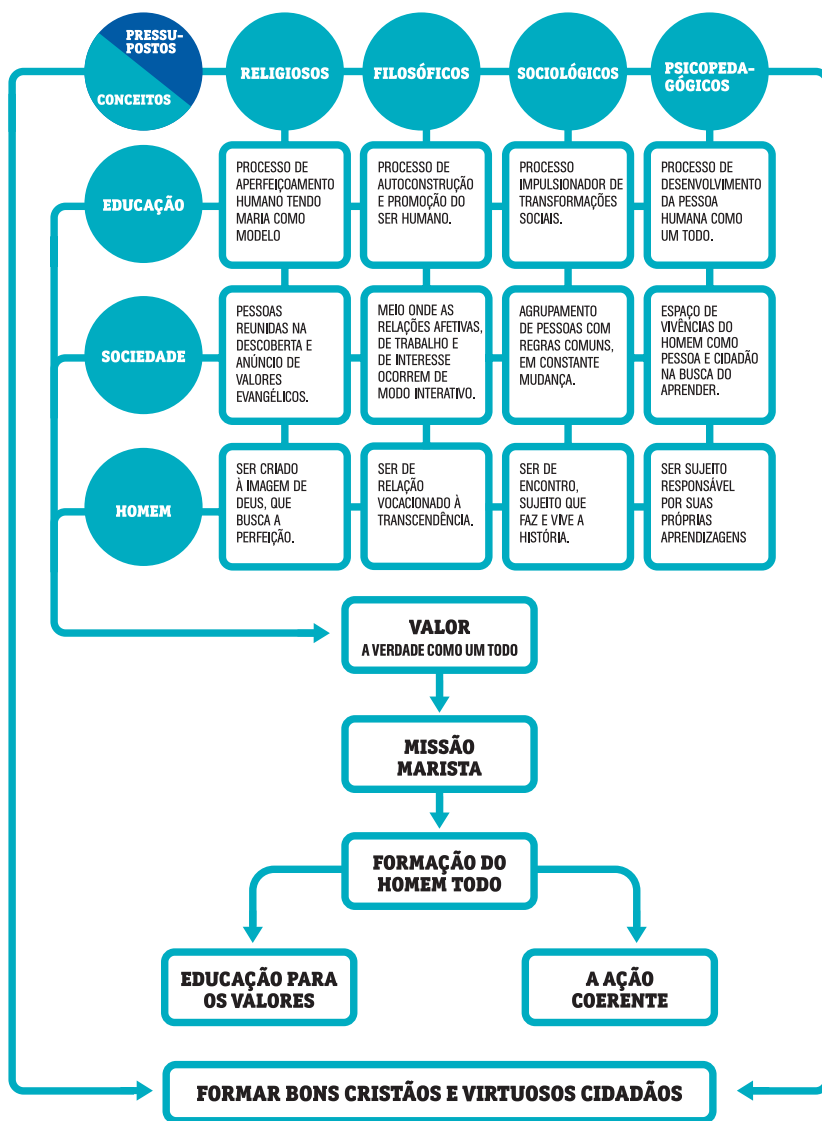 PRESSU-
POSTOS
CONCEITOS
RELIGIOSOS
FILOSÓFICOS
SOCIOLÓGICOS
PSICOPEDA-
GÓGICOS
EDUCAÇÃO
PROCESSO DE
APERFEIÇOAMENTO
HUMANO TENDO
MARIA COMO
MODELO
PROCESSO DE
AUTOCONSTRUÇÃO
E PROMOÇÃO DO
SER HUMANO.
PROCESSO
IMPULSIONADOR DE
TRANSFORMAÇÕES
SOCIAIS.
PROCESSO DE
DESENVOLVIMENTO
DA PESSOA
HUMANA COMO
UM TODO.
SOCIEDADE
PESSOAS
REUNIDAS NA
DESCOBERTA E
ANÚNCIO DE
VALORES
EVANGÉLICOS.
MEIO ONDE AS
RELAÇÕES AFETIVAS,
DE TRABALHO E
DE INTERESSE
OCORREM DE
MODO INTERATIVO.
AGRUPAMENTO
DE PESSOAS COM
REGRAS COMUNS,
EM CONSTANTE
MUDANÇA.
ESPAÇO DE
VIVÊNCIAS DO
HOMEM COMO
PESSOA E CIDADÃO
NA BUSCA DO
APRENDER.
HOMEM
SER CRIADO
À IMAGEM DE
DEUS, QUE
BUSCA A
PERFEIÇÃO.
SER DE
RELAÇÃO
VOCACIONADO À
TRANSCENDÊNCIA.
SER DE
ENCONTRO,
SUJEITO QUE
FAZ E VIVE A
HISTÓRIA.
SER SUJEITO
RESPONSÁVEL
POR SUAS
PRÓPRIAS
APRENDIZAGENS
VALOR
A VERDADE COMO UM TODO
MISSÃO
MARISTA
FORMAÇÃO DO
HOMEM TODO
EDUCAÇÃO PARA
OS VALORES
A AÇÃO
COERENTE
FORMAR BONS CRISTÃOS E VIRTUOSOS CIDADÃOS